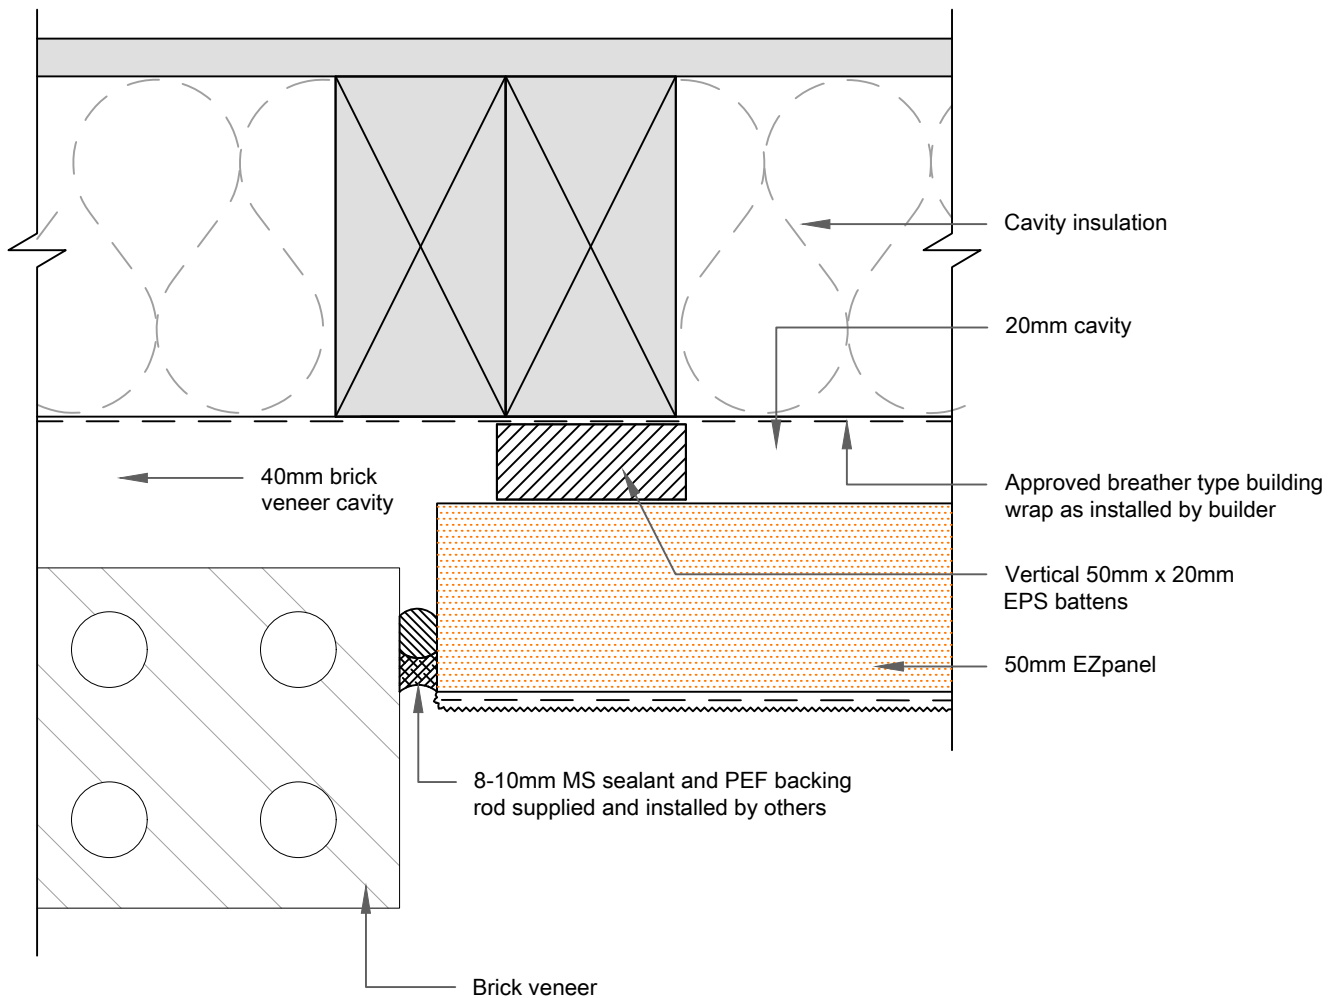 Cavity insulation
20mm cavity
40mm brick
veneer cavity
Approved breather type building
wrap as installed by builder
Vertical 50mm x 20mm
EPS battens
50mm EZpanel
8-10mm MS sealant and PEF backing
rod supplied and installed by others
Brick veneer